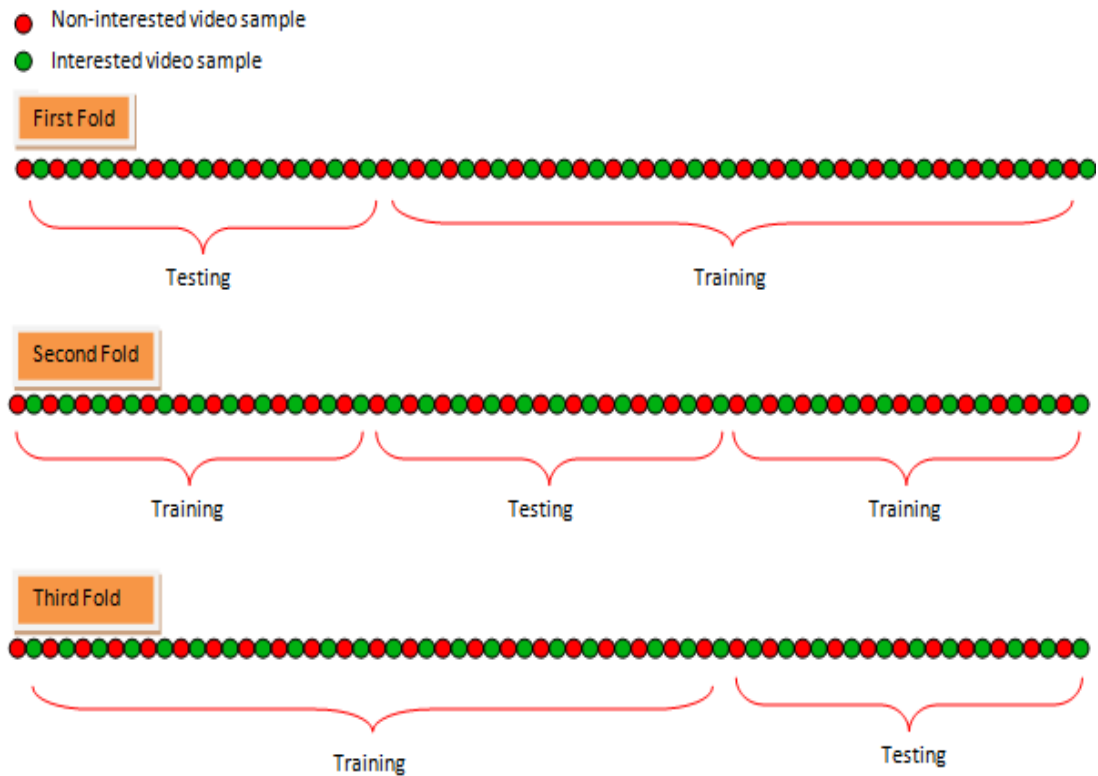 Non-interested video sample
Interested video sample
First Fold
Testing
Training
Second Fold
Training
Testing
Training
Third Fold
Training
Testing